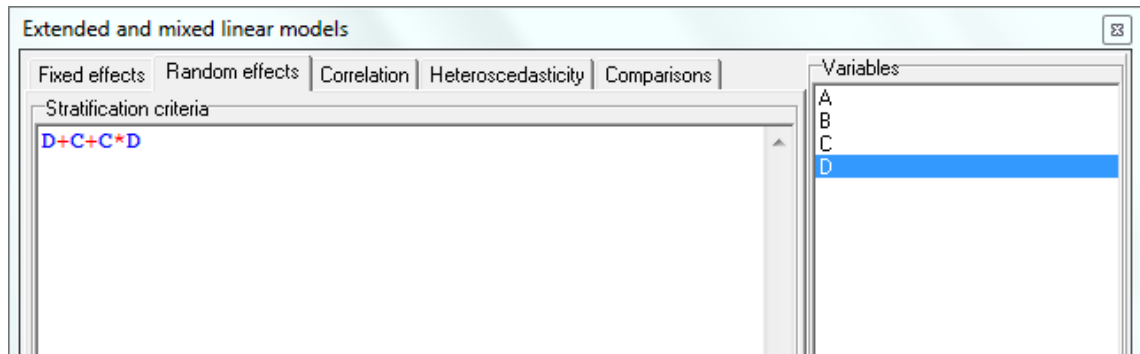 Extended and mixed linear models
Fixed effects Random effects Correlation Heteroscedasticity Comparisons
Variables
Stratification criteria
D+C+C*D
A
B
C
D